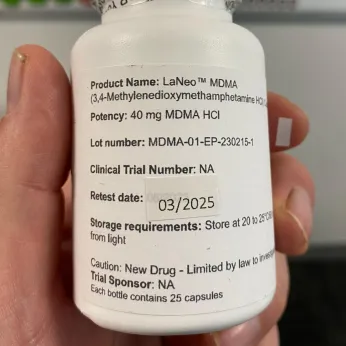 Product Name: LaNeo™ MDMA
(3,4-Methylenedioxymethamphetamine HCl
Potency: 40 mg MDMA HCl
Lot number: MDMA-01-EP-230215-1
Clinical Trial Number: NA
Retest date: 03/2025
Storage requirements: Store at 20 to 25°C
from light
Caution: New Drug - Limited by law to
Trial Sponsor: NA
Each bottle contains 25 capsules